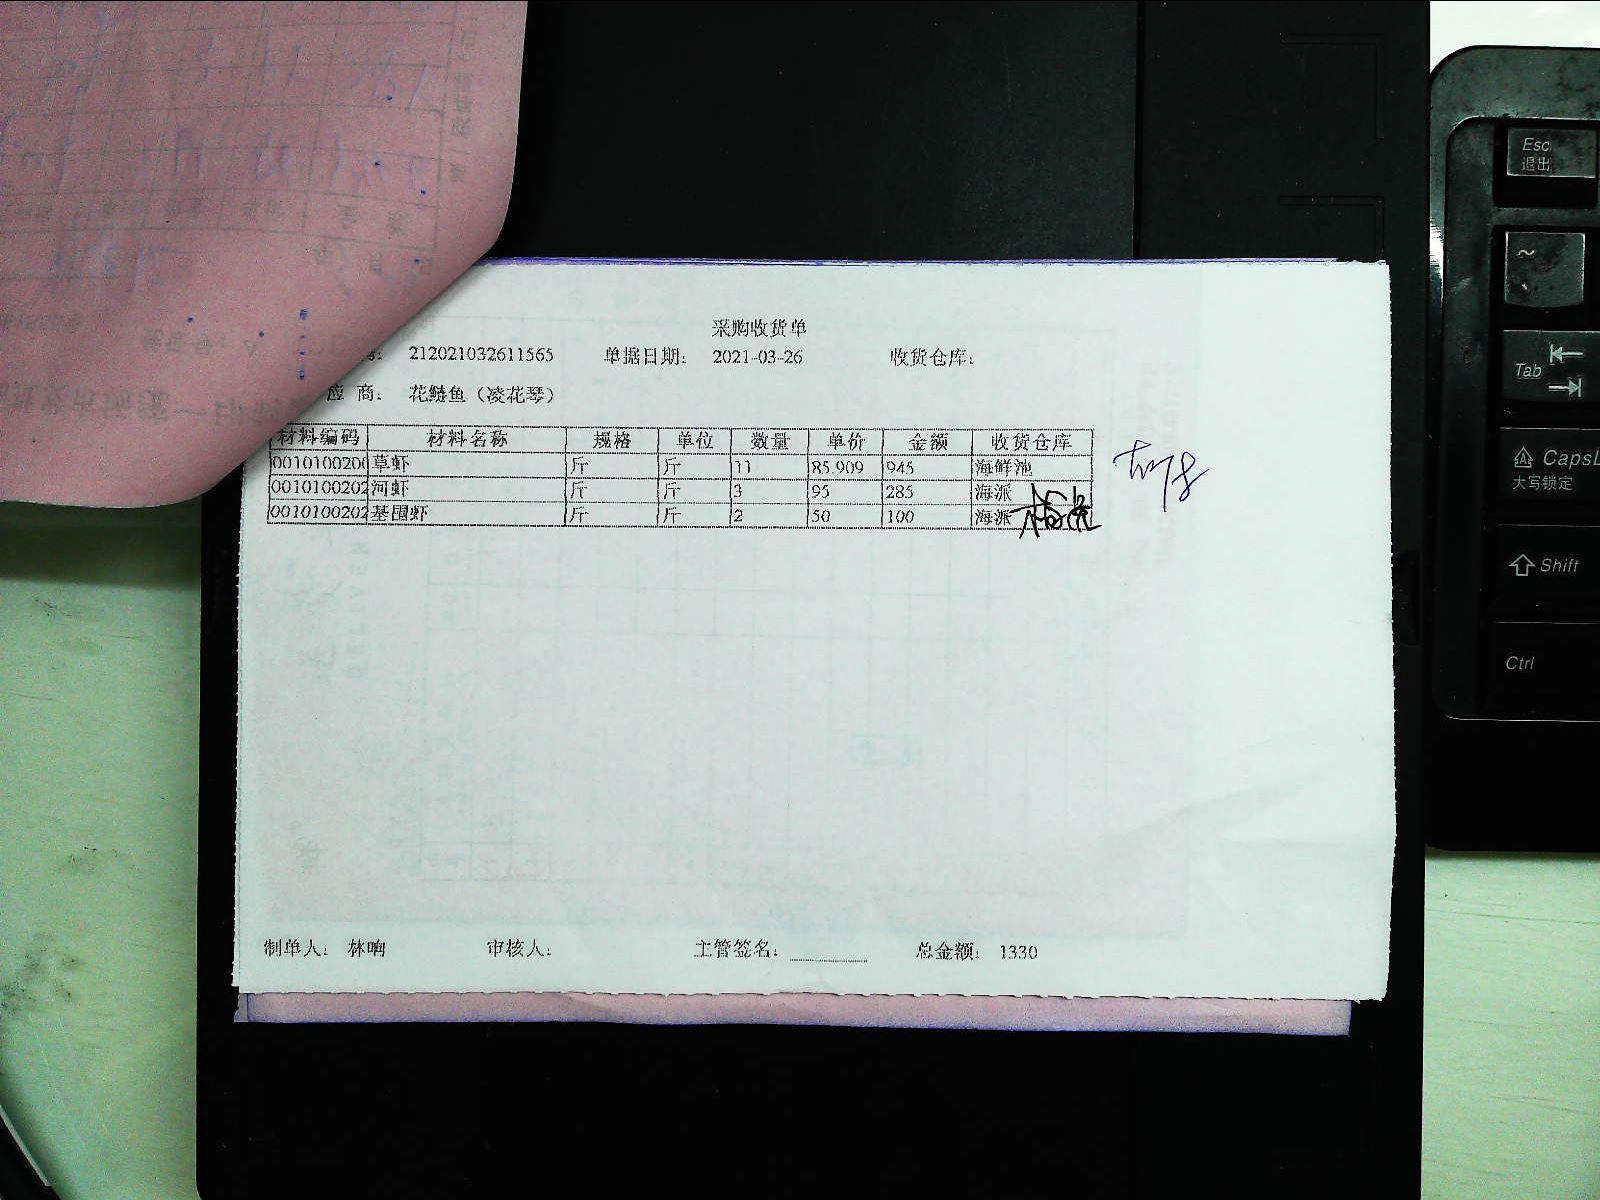 采购收货单
号： 212021032611565 单据日期： 2021-03-26 收货仓库：
应 商： 花鲢鱼（凌花琴）
材料编码 材料名称 规格 单位 数量 单价 金额 收货仓库
0010100200 草虾 斤 斤 11 85.909 945 海鲜池
0010100202 河虾 斤 斤 3 95 285 海派
0010100202 基围虾 斤 斤 2 50 100 海派
制单人： 林响 审核人： 主管签名： 总金额： 1330
Esc
退出
~
Tab
CapsL
大写锁定
Shift
Ctrl